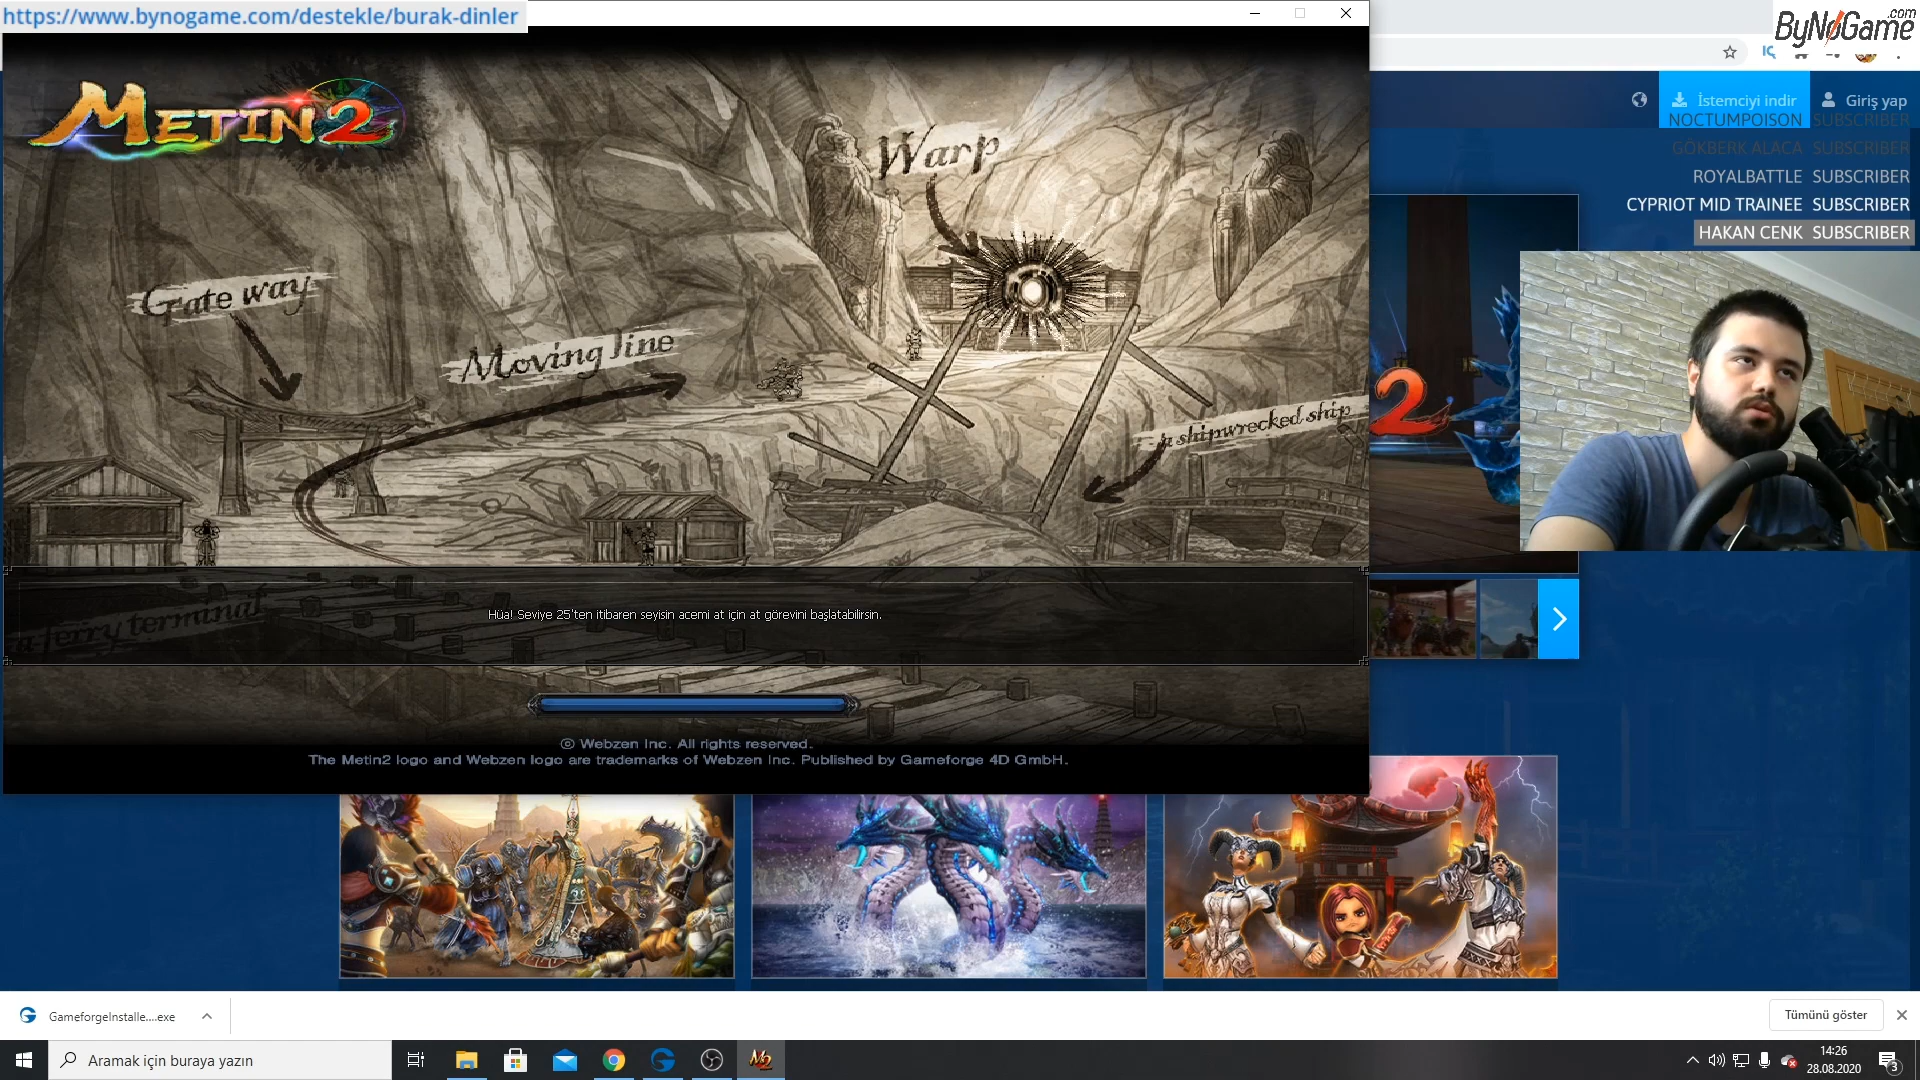 https://www.bynogame.com/destekle/burak-dinler
ByNoGame.com
METIN2
Warp
Gate way
Moving line
a shipwrecked ship
a ferry terminal
Hüa! Seviye 25'ten itibaren seyisin acemi at için at görevini başlatabilirsin.
© Webzen Inc. All rights reserved.
The Metin2 logo and Webzen logo are trademarks of Webzen Inc. Published by Gameforge 4D GmbH.
İstemciyi indir
Giriş yap
NOCTUMPOISON SUBSCRIBER
GÖKBERK ALACA SUBSCRIBER
ROYALBATTLE SUBSCRIBER
CYPRIOT MID TRAINEE SUBSCRIBER
HAKAN CENK SUBSCRIBER
2
GameforgeInstalle....exe
Tümünü göster
Aramak için buraya yazın
M2
14:26
28.08.2020
3